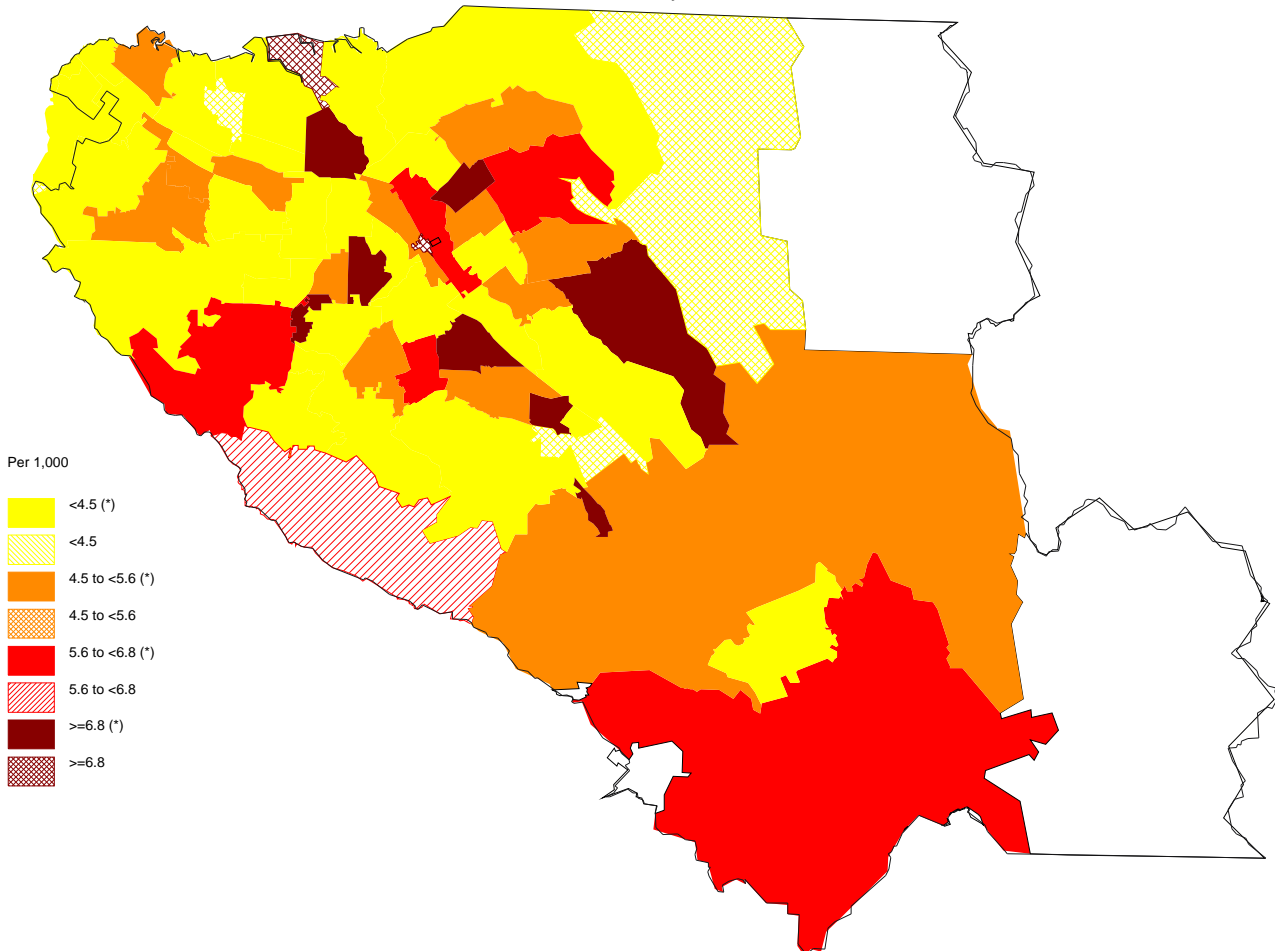 Per 1,000
<4.5 (*)
<4.5
4.5 to <5.6 (*)
4.5 to <5.6
5.6 to <6.8 (*)
5.6 to <6.8
>=6.8 (*)
>=6.8